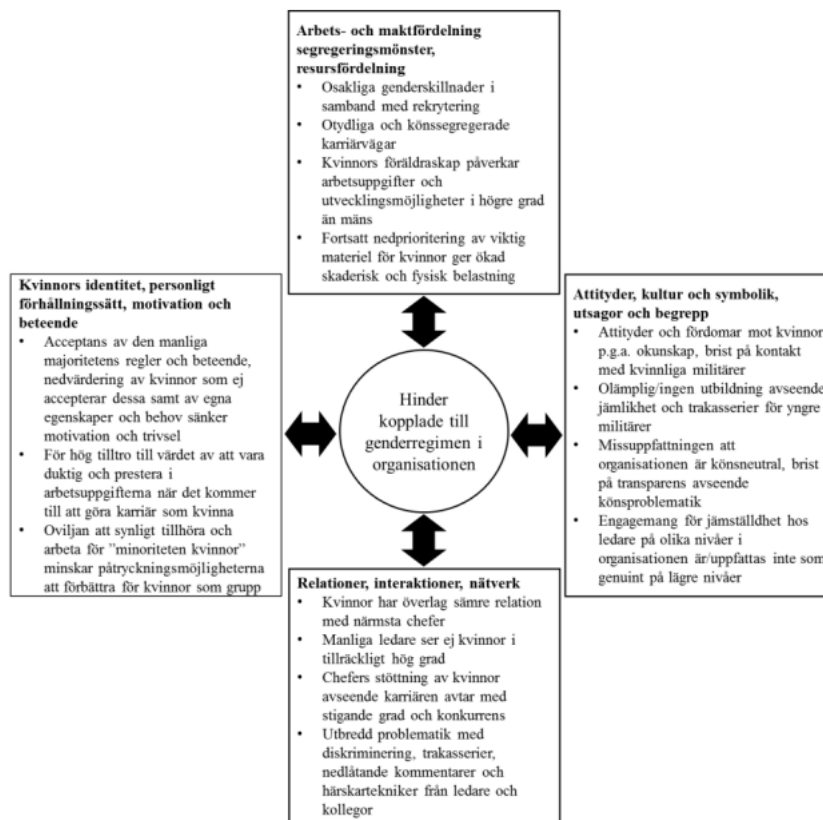 Arbets- och maktfördelning
segregeringsmönster,
resursfördelning
• Osakliga genderskillnader i
samband med rekrytering
• Otydliga och könssegregerade
karriärvägar
• Kvinnors föräldraskap påverkar
arbetsuppgifter och
utvecklingsmöjligheter i högre grad
än mäns
• Fortsatt nedprioritering av viktig
materiel för kvinnor ger ökad
skaderisk och fysisk belastning
Kvinnors identitet, personligt
förhållningssätt, motivation och
beteende
• Acceptans av den manliga
majoritetens regler och beteende,
nedvärdering av kvinnor som ej
accepterar dessa samt av egna
egenskaper och behov sänker
motivation och trivsel
• För hög tilltro till värdet av att vara
duktig och prestera i
arbetsuppgifterna när det kommer
till att göra karriär som kvinna
• Oviljan att synligt tillhöra och
arbeta för ”minoriteten kvinnor”
minskar påtryckningsmöjligheterna
att förbättra för kvinnor som grupp
Hinder
kopplade till
genderregimen i
organisationen
Attityder, kultur och symbolik,
utsagor och begrepp
• Attityder och fördomar mot kvinnor
p.g.a. okunskap, brist på kontakt
med kvinnliga militärer
• Olämplig/ingen utbildning avseende
jämlikhet och trakasserier för yngre
militärer
• Missuppfattningen att
organisationen är könsneutral, brist
på transparens avseende
könsproblematik
• Engagemang för jämställdhet hos
ledare på olika nivåer i
organisationen är/uppfattas inte som
genuint på lägre nivåer
Relationer, interaktioner, nätverk
• Kvinnor har överlag sämre relation
med närmsta chefer
• Manliga ledare ser ej kvinnor i
tillräckligt hög grad
• Chefers stöttning av kvinnor
avseende karriären avtar med
stigande grad och konkurrens
• Utbredd problematik med
diskriminering, trakasserier,
nedlåtande kommentarer och
härskartekniker från ledare och
kollegor